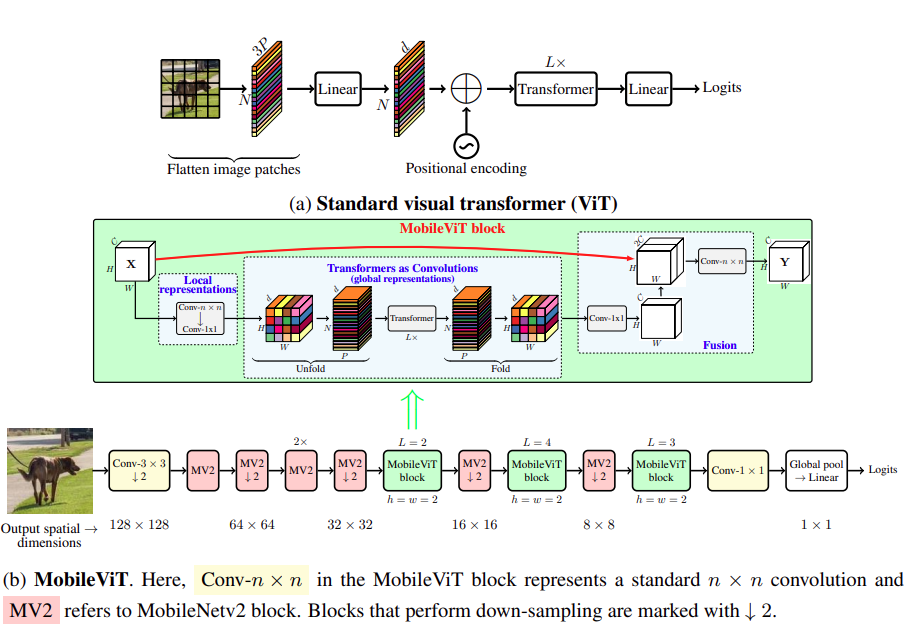 3P
d
L×
N
Linear
N
Transformer
Linear
Logits
Flatten image patches
Positional encoding
(a) Standard visual transformer (ViT)
MobileViT block
C
X
H
W
Local
representations
Conv-n × n
Conv-1x1
Transformers as Convolutions
(global representations)
d
H
W
d
N
P
Unfold
Transformer
L×
d
N
P
d
H
W
Fold
Conv-1x1
C
H
W
2C
H
W
Conv-n × n
Fusion
C
Y
H
W
Conv-3 × 3
↓ 2
MV2
MV2
↓ 2
2×
MV2
MV2
↓ 2
L = 2
MobileViT
block
h = w = 2
MV2
↓ 2
L = 4
MobileViT
block
h = w = 2
MV2
↓ 2
L = 3
MobileViT
block
h = w = 2
Conv-1 × 1
Global pool
→ Linear
Logits
Output spatial →
dimensions
128 × 128
64 × 64
32 × 32
16 × 16
8 × 8
1 × 1
(b) MobileViT. Here, Conv-n × n in the MobileViT block represents a standard n × n convolution and
MV2 refers to MobileNetv2 block. Blocks that perform down-sampling are marked with ↓ 2.